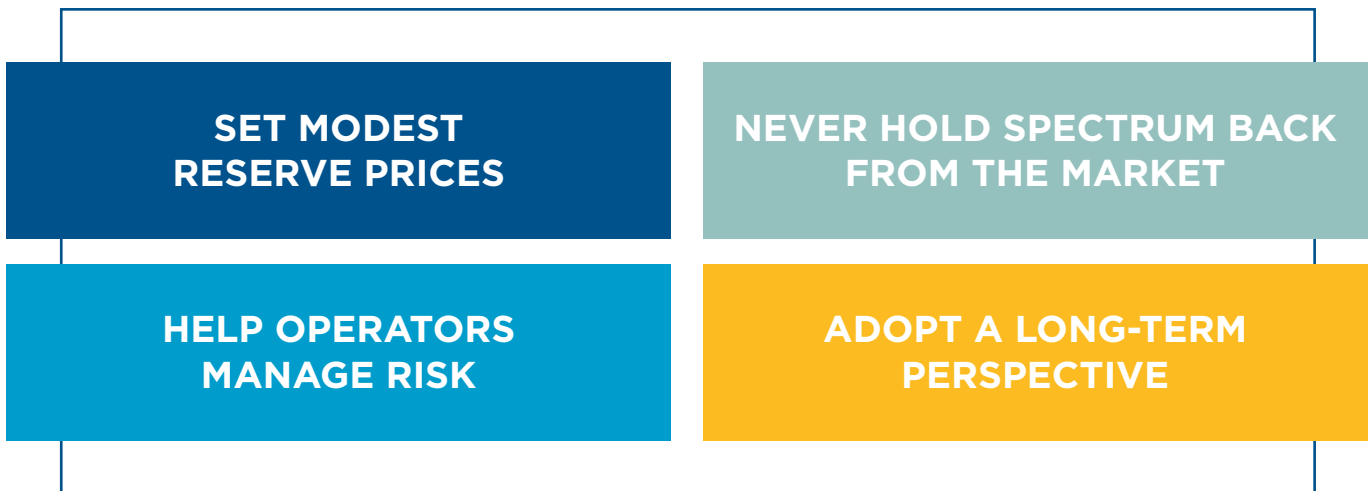 SET MODEST
RESERVE PRICES
NEVER HOLD SPECTRUM BACK
FROM THE MARKET
HELP OPERATORS
MANAGE RISK
ADOPT A LONG-TERM
PERSPECTIVE